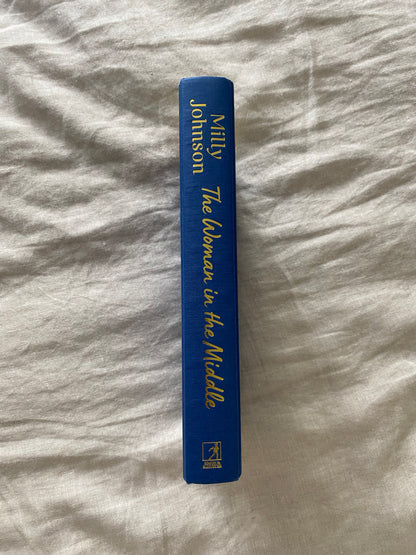 Milly
Johnson
The Woman in the Middle